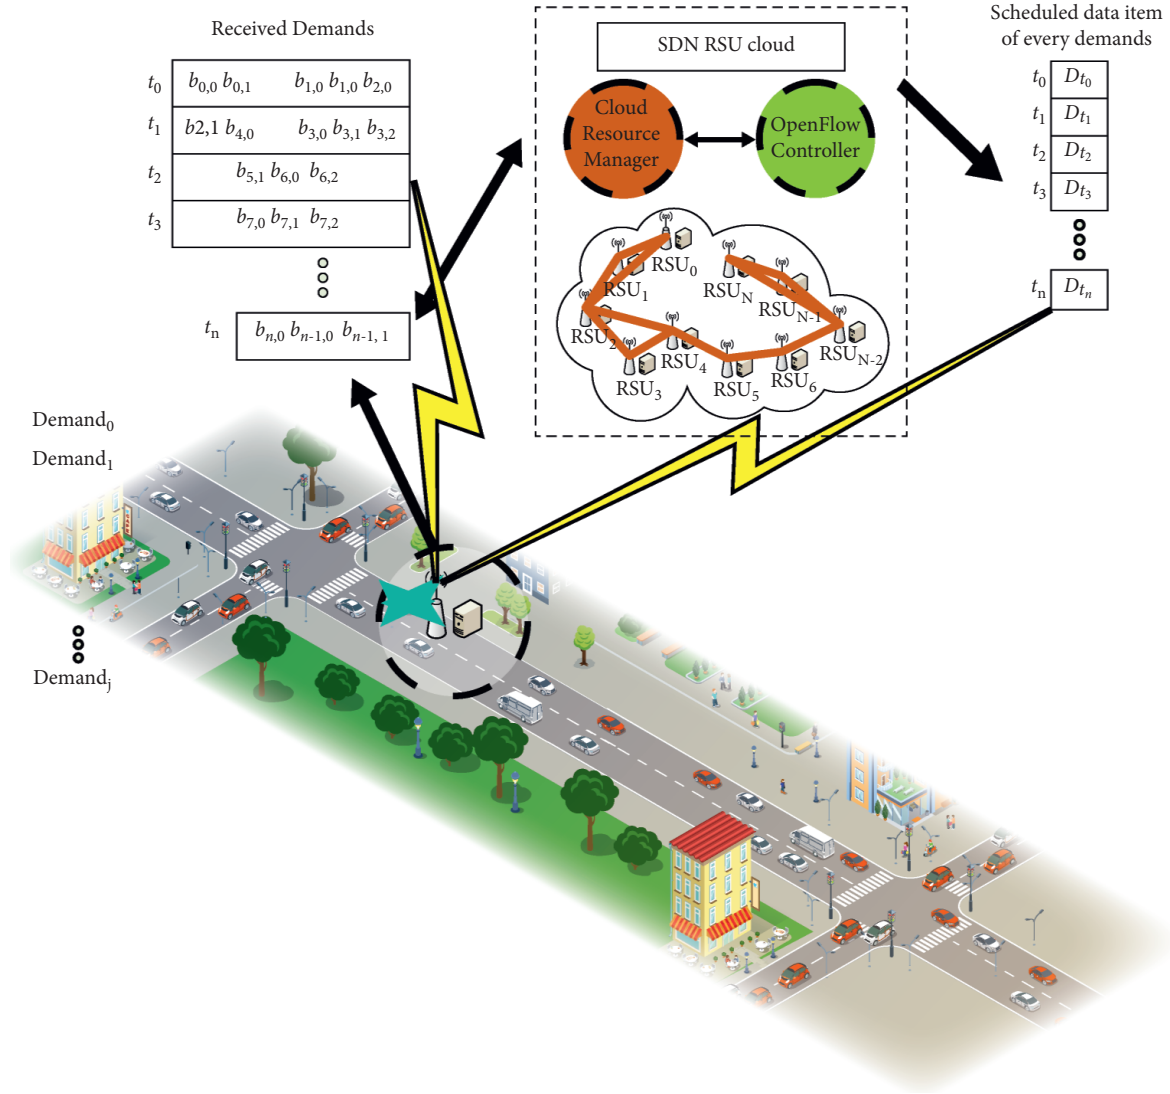 Received Demands
t0 b0,0 b0,1 b1,0 b1,0 b2,0
t1 b2,1 b4,0 b3,0 b3,1 b3,2
t2 b5,1 b6,0 b6,2
t3 b7,0 b7,1 b7,2
tn bn,0 bn-1,0 bn-1, 1
SDN RSU cloud
Cloud
Resource
Manager
OpenFlow
Controller
RSU0
RSU1
RSU2
RSU3
RSU4
RSU5
RSU6
RSUN-2
RSUN-1
RSUN
Scheduled data item
of every demands
t0 Dt0
t1 Dt1
t2 Dt2
t3 Dt3
tn Dtn
Demand0
Demand1
Demandj